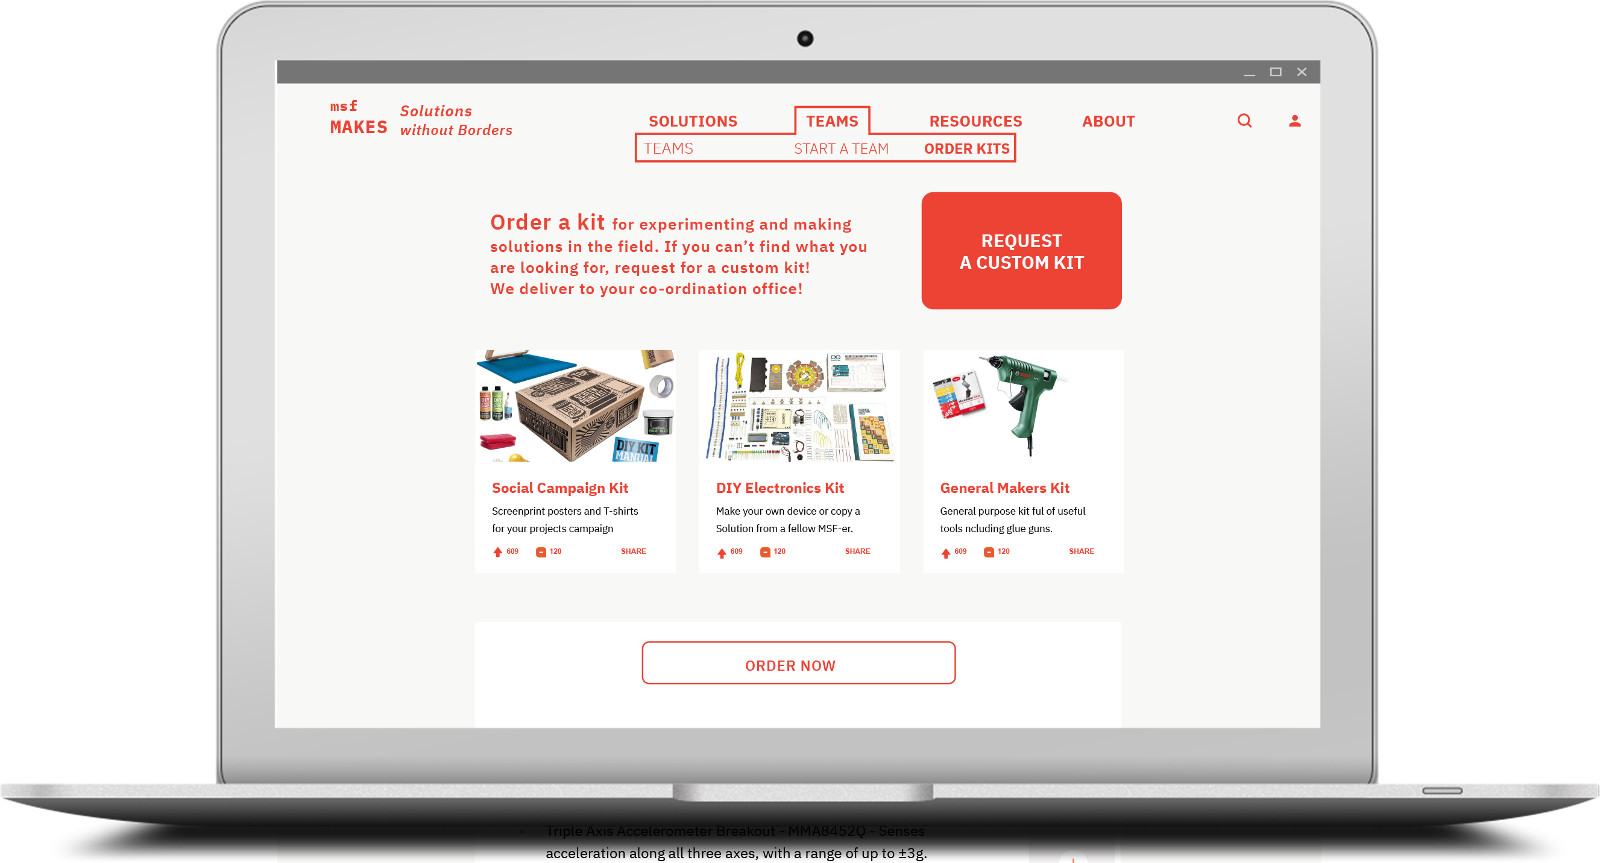 msf
MAKES
Solutions
without Borders
SOLUTIONS
TEAMS
RESOURCES
ABOUT
TEAMS
START A TEAM
ORDER KITS
Order a kit for experimenting and making
solutions in the field. If you can’t find what you
are looking for, request for a custom kit!
We deliver to your co-ordination office!
REQUEST
A CUSTOM KIT
DIY KIT
MANUAL
Social Campaign Kit
Screenprint posters and T-shirts
for your projects campaign
609
120
SHARE
DIY Electronics Kit
Make your own device or copy a
Solution from a fellow MSF-er.
609
120
SHARE
General Makers Kit
General purpose kit ful of useful
tools ncluding glue guns.
609
120
SHARE
ORDER NOW
Triple Axis Accelerometer Breakout - MMA8452Q - Senses
acceleration along all three axes, with a range of up to ±3g.